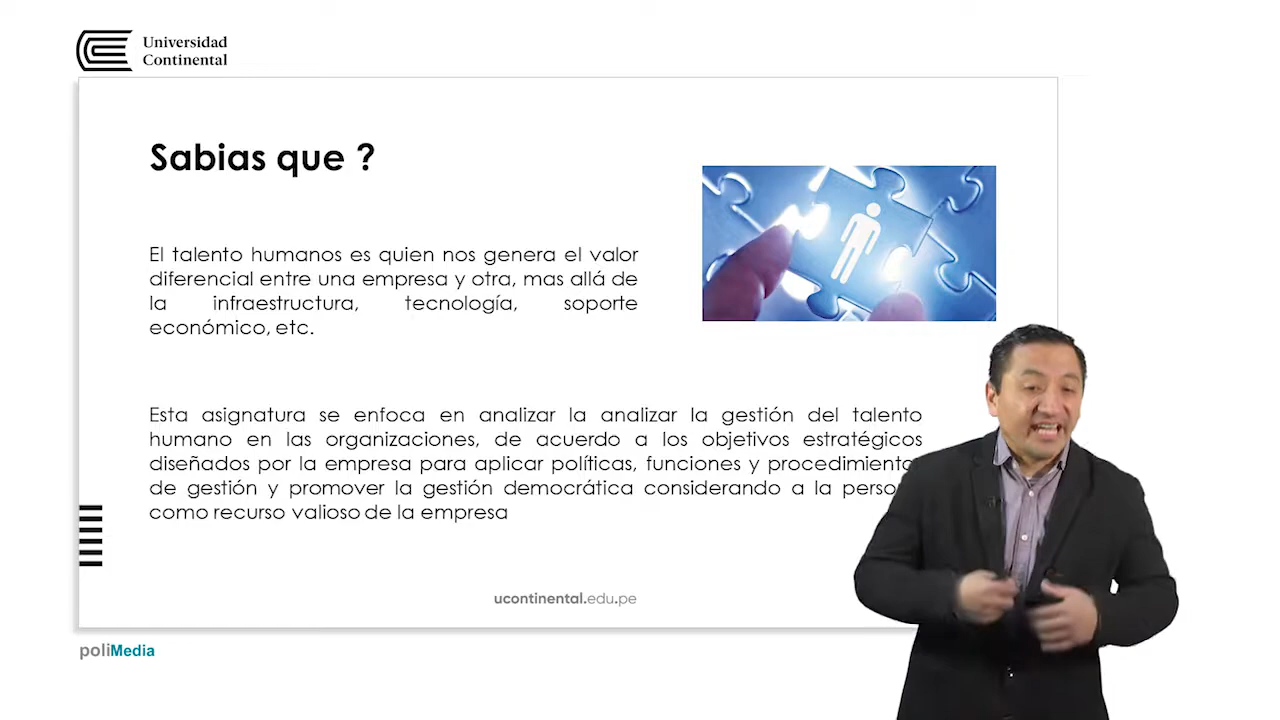 Universidad
Continental
Sabias que ?
El talento humanos es quien nos genera el valor
diferencial entre una empresa y otra, mas allá de
la infraestructura, tecnología, soporte
económico, etc.
Esta asignatura se enfoca en analizar la analizar la gestión del talento
humano en las organizaciones, de acuerdo a los objetivos estratégicos
diseñados por la empresa para aplicar políticas, funciones y
de gestión y promover la gestión democrática considerando a la
como recurso valioso de la empresa
ucontinental.edu.pe
poliMedia